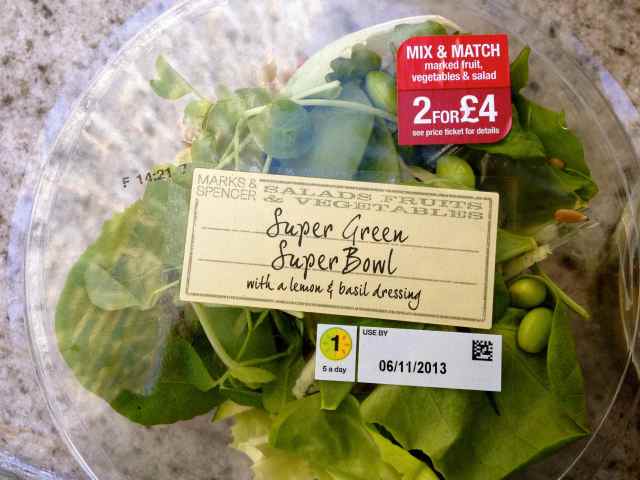 MIX & MATCH
marked fruit,
vegetables & salad
2 FOR £4
see price ticket for details
F 14:21 7
MARKS &
SPENCER
SALADS FRUITS
& VEGETABLES
Super Green
Super Bowl
with a lemon & basil dressing
1
5 a day
USE BY
06/11/2013